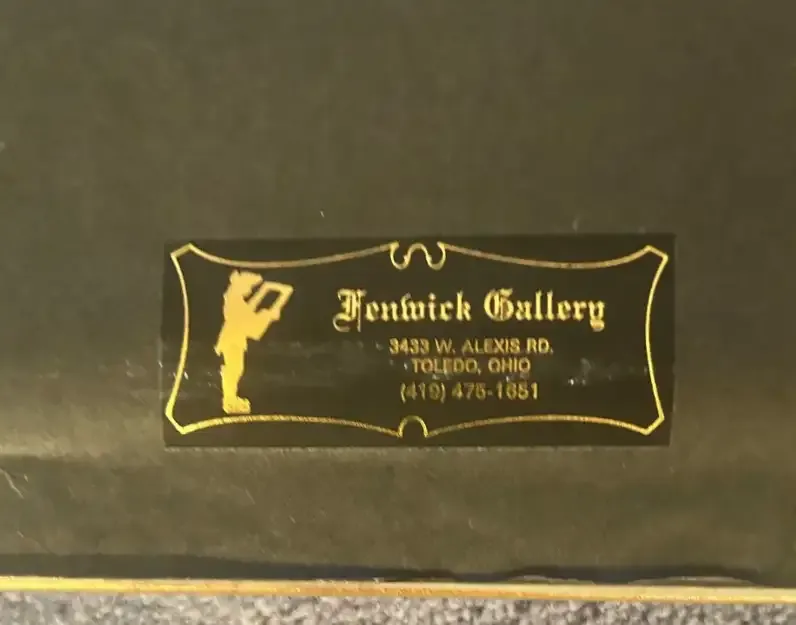 Fenwick Gallery
3433 W. ALEXIS RD.
TOLEDO, OHIO
(419) 475-1651